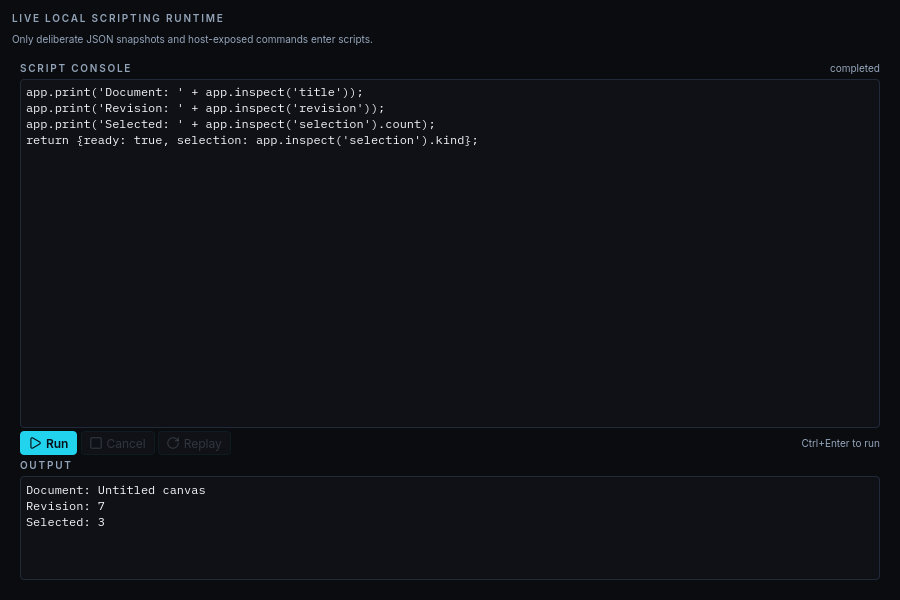 LIVE LOCAL SCRIPTING RUNTIME
Only deliberate JSON snapshots and host-exposed commands enter scripts.
SCRIPT CONSOLE
completed
app.print('Document: ' + app.inspect('title'));
app.print('Revision: ' + app.inspect('revision'));
app.print('Selected: ' + app.inspect('selection').count);
return {ready: true, selection: app.inspect('selection').kind};
Run
Cancel
Replay
Ctrl+Enter to run
OUTPUT
Document: Untitled canvas
Revision: 7
Selected: 3